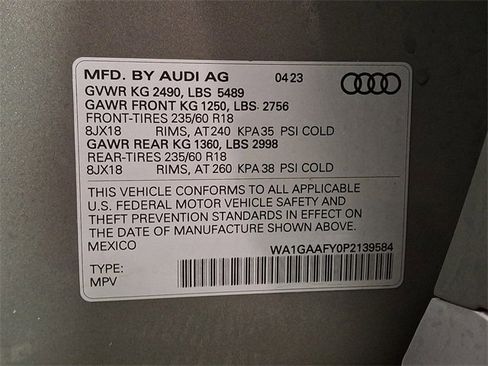 MFD. BY AUDI AG 04 23
GVWR KG 2490, LBS 5489
GAWR FRONT KG 1250, LBS 2756
FRONT-TIRES 235/60 R18
8JX18 RIMS, AT 240 KPA 35 PSI COLD
GAWR REAR KG 1360, LBS 2998
REAR-TIRES 235/60 R18
8JX18 RIMS, AT 260 KPA 38 PSI COLD
THIS VEHICLE CONFORMS TO ALL APPLICABLE
U.S. FEDERAL MOTOR VEHICLE SAFETY AND
THEFT PREVENTION STANDARDS IN EFFECT ON
THE DATE OF MANUFACTURE SHOWN ABOVE.
MEXICO WA1GAAFY0P2139584
TYPE:
MPV